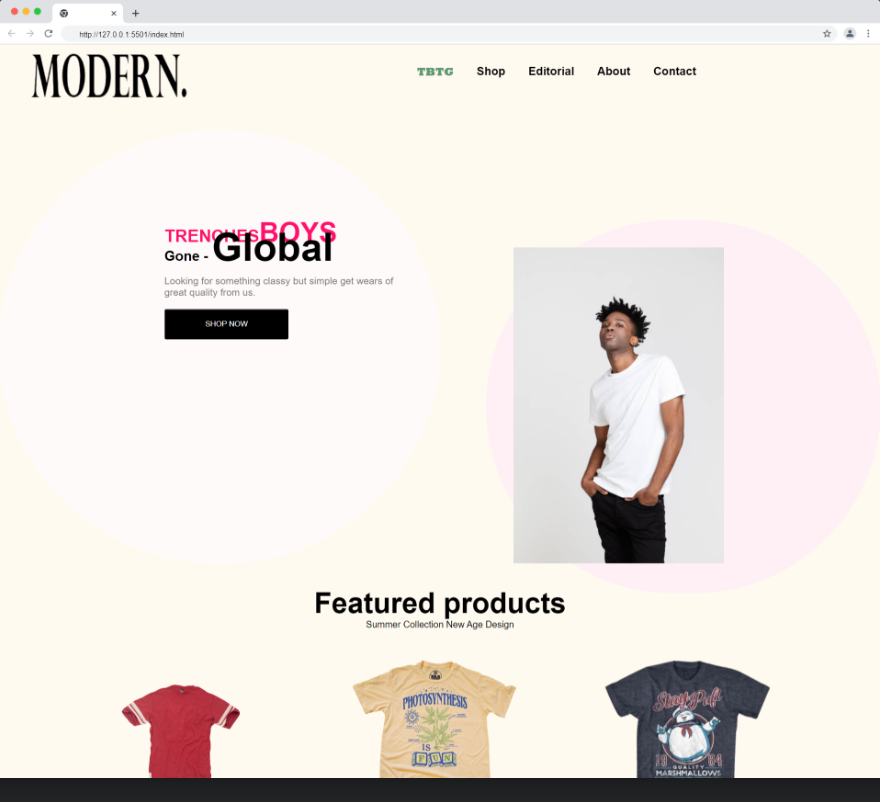 http://127.0.0.1:5501/index.html
MODERN.
TBTG Shop Editorial About Contact
TRENCHESBOYS
Gone - Global
Looking for something classy but simple get wears of
great quality from us.
SHOP NOW
Featured products
Summer Collection New Age Design
PHOTOSYNTHESIS
IS
FUN
Stay Puft
19 84
QUALITY
MARSHMALLOWS